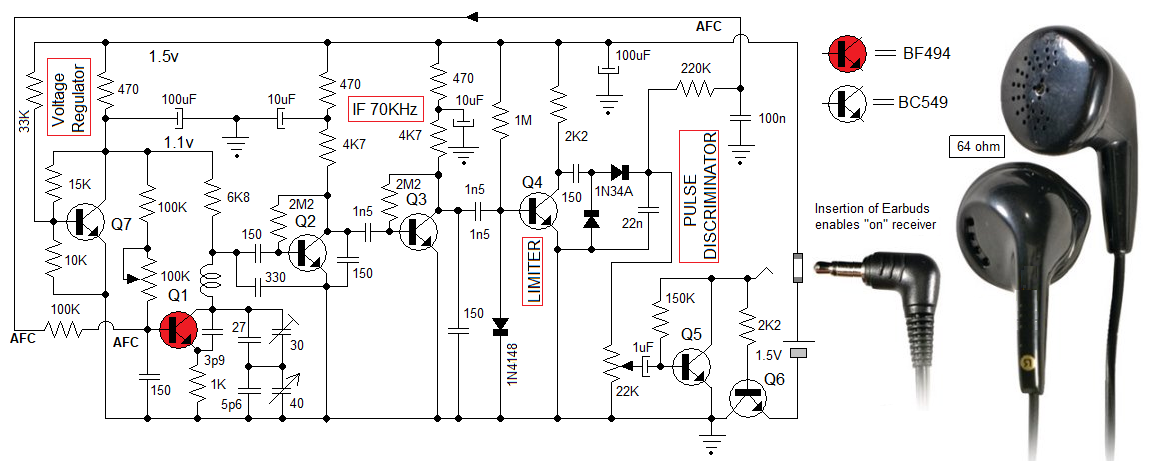 AFC
1.5v
Voltage Regulator
33K
470
100uF
10uF
470
IF 70KHz
470
10uF
4K7
4K7
1M
100uF
2K2
220K
100n
AFC
1.1v
15K
Q7
10K
100K
100K
6K8
2M2
Q2
150
330
150
1n5
2M2
Q3
1n5
1n5
Q4
150
1N34A
22n
PULSE DISCRIMINATOR
LIMITER
AFC
100K
AFC
Q1
3p9
27
30
1K
5p6
40
150
150
1N4148
22K
1uF
150K
Q5
2K2
1.5V
Q6
BF494
BC549
64 ohm
Insertion of Earbuds
enables "on" receiver
R